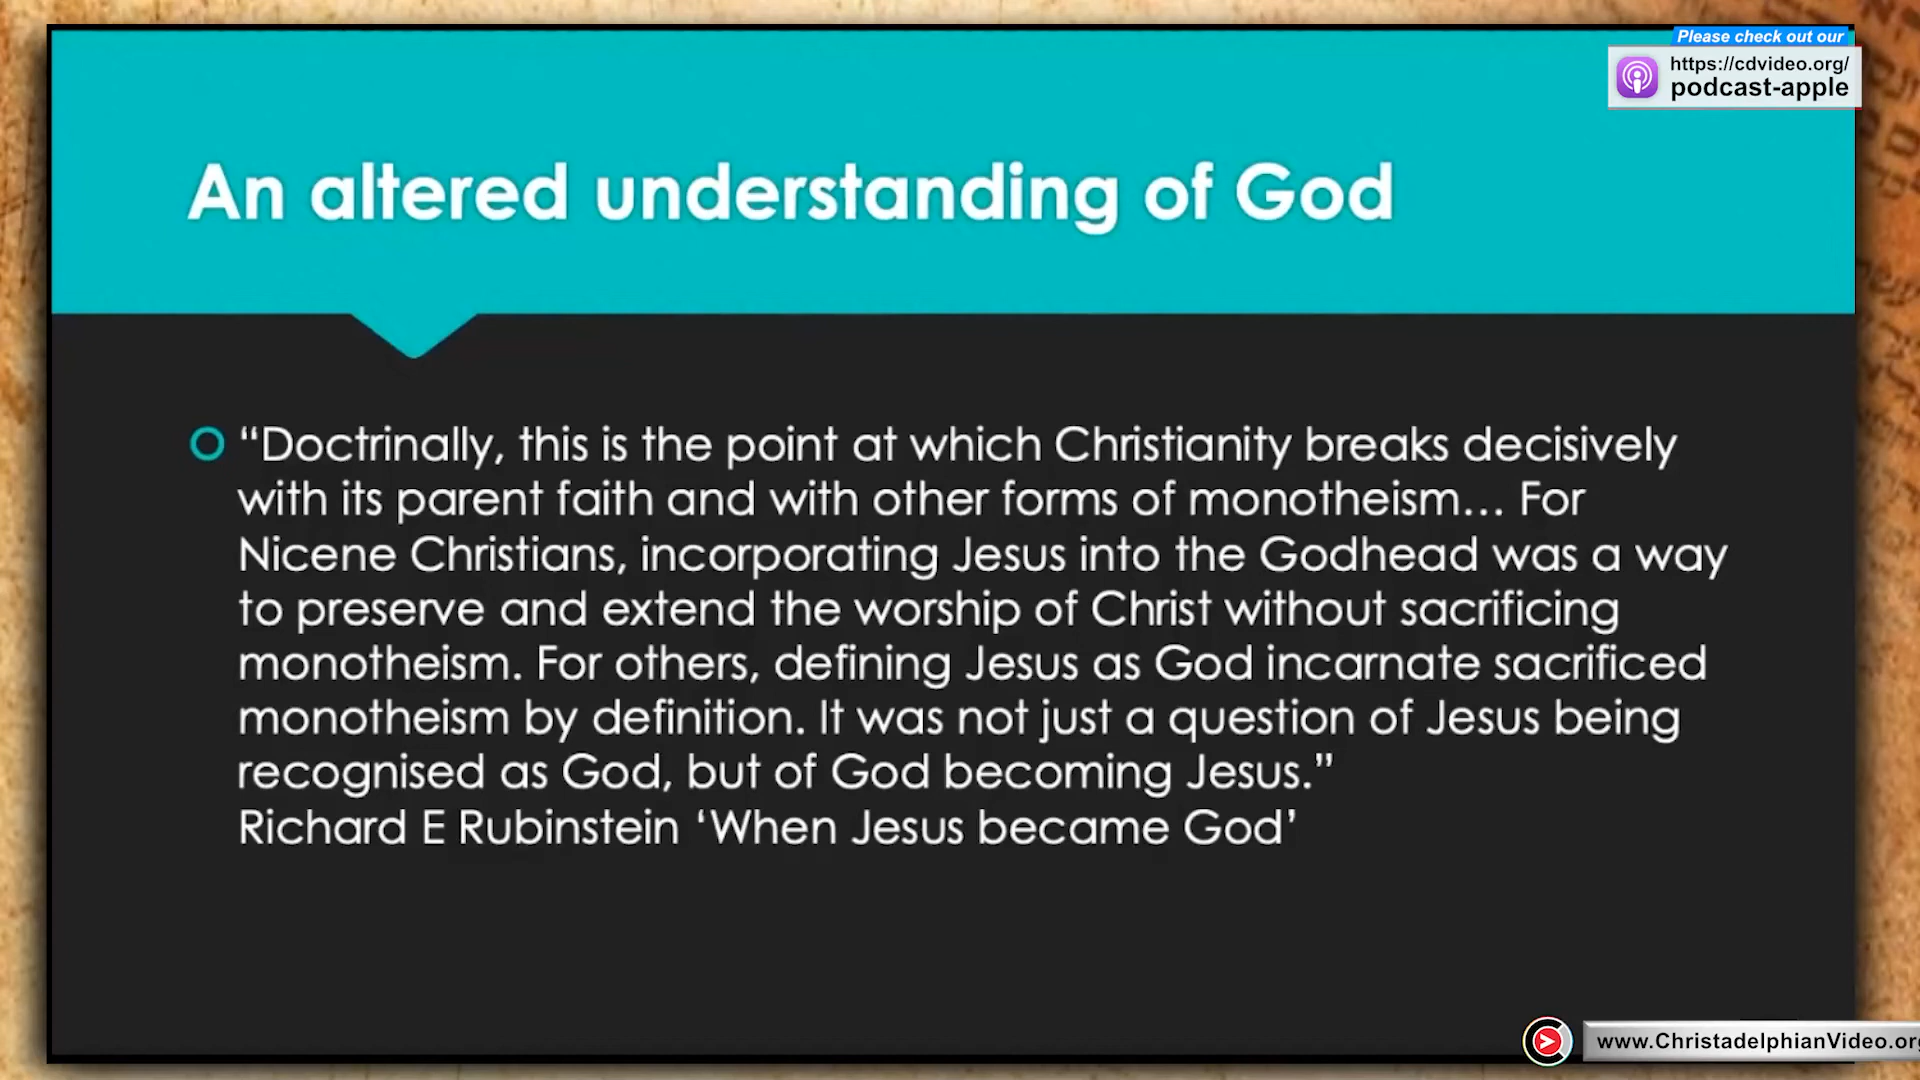 Please check out our
https://cdvideo.org/
podcast-apple
An altered understanding of God
“Doctrinally, this is the point at which Christianity breaks decisively
with its parent faith and with other forms of monotheism… For
Nicene Christians, incorporating Jesus into the Godhead was a way
to preserve and extend the worship of Christ without sacrificing
monotheism. For others, defining Jesus as God incarnate sacrificed
monotheism by definition. It was not just a question of Jesus being
recognised as God, but of God becoming Jesus.”
Richard E Rubinstein ‘When Jesus became God’
www.ChristadelphianVideo.org